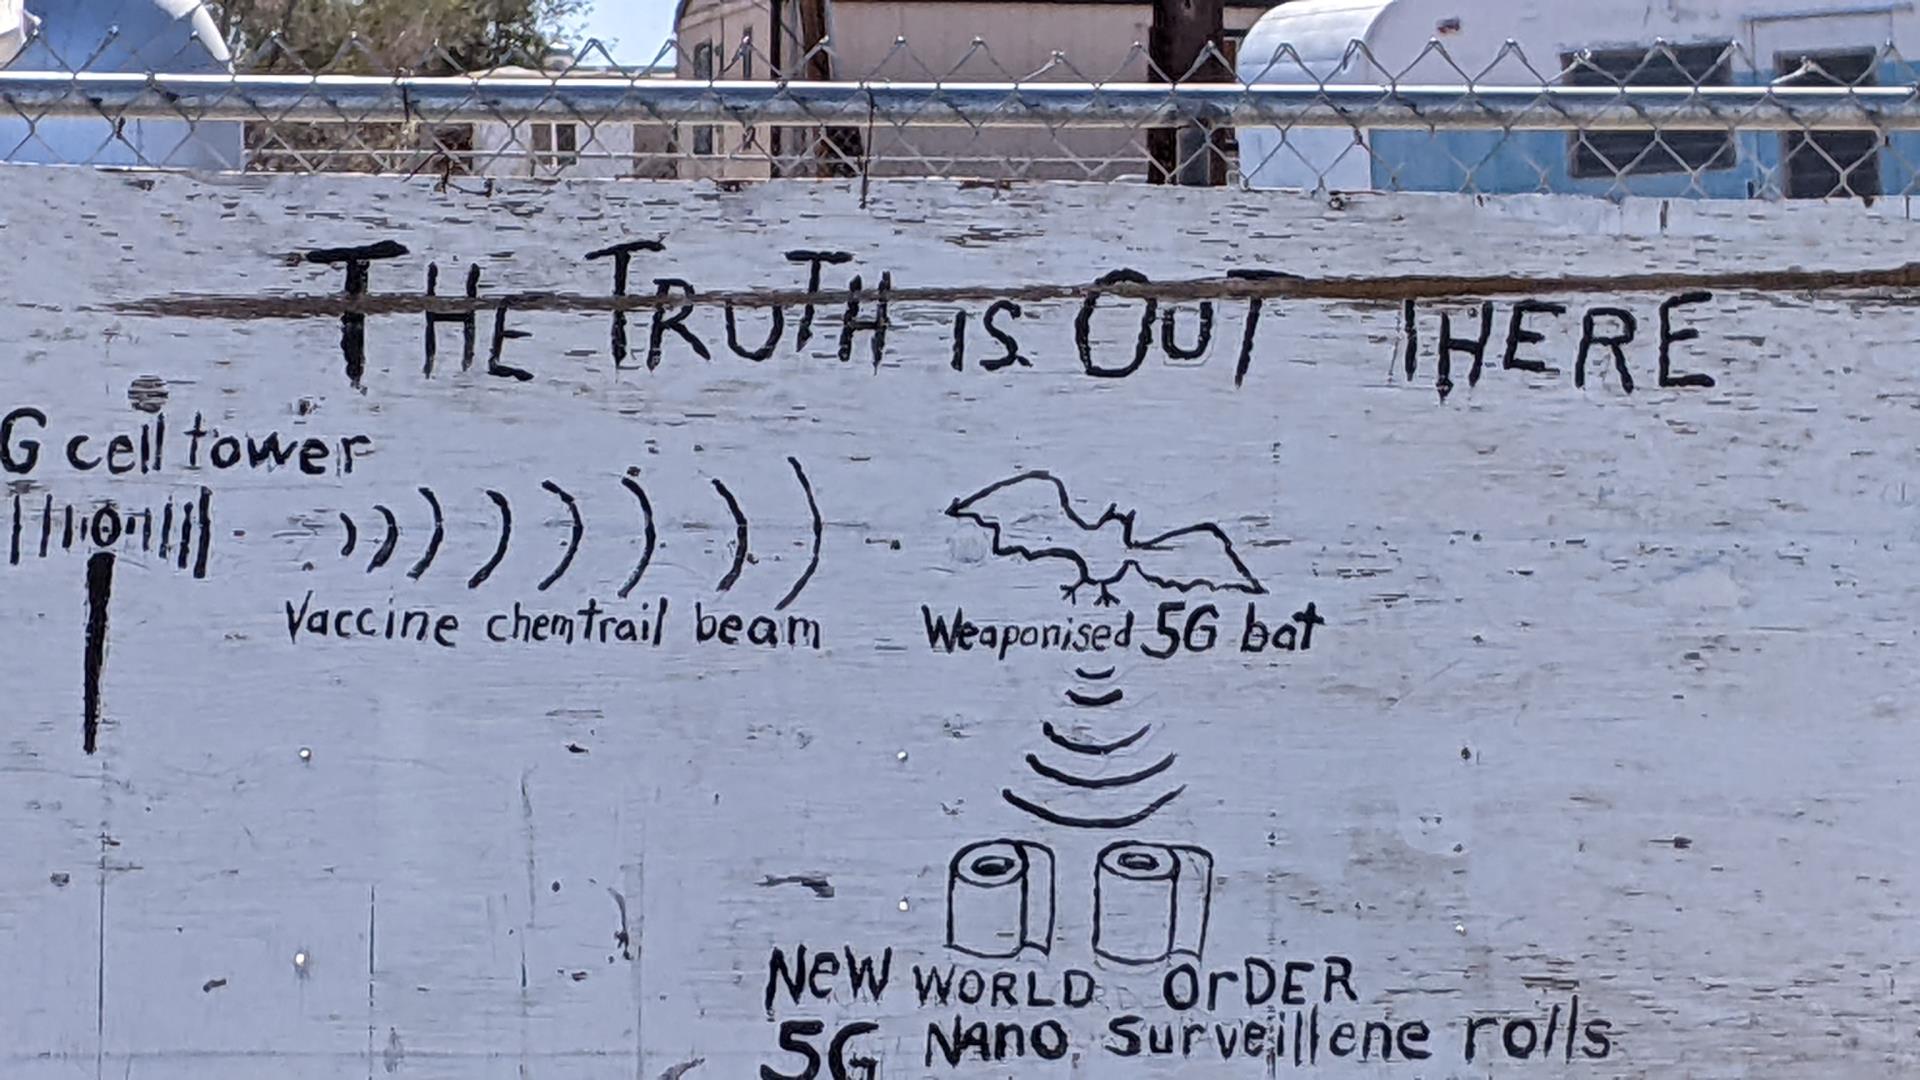 THE TRUTH IS OUT THERE
G cell tower
Vaccine chemtrail beam
Weaponised 5G bat
NeW WORLD OrDER
5G NAnO Surveillene rolls